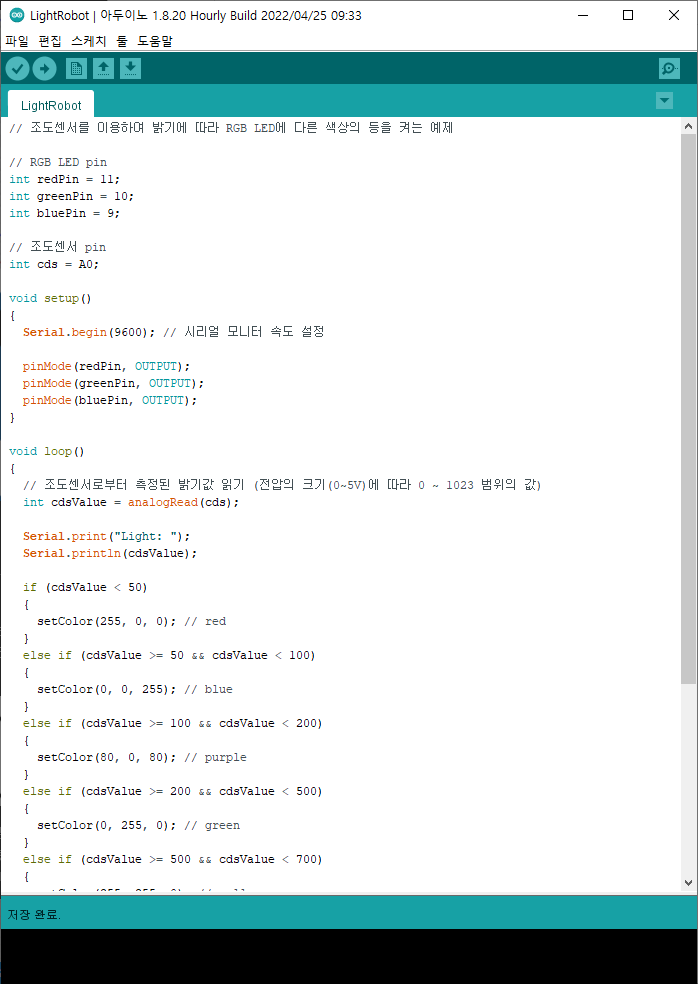 LightRobot | 아두이노 1.8.20 Hourly Build 2022/04/25 09:33
파일 편집 스케치 툴 도움말
LightRobot
// 조도센서를 이용하여 밝기에 따라 RGB LED에 다른 색상의 등을 켜는 예제
// RGB LED pin
int redPin = 11;
int greenPin = 10;
int bluePin = 9;
// 조도센서 pin
int cds = A0;
void setup()
{
Serial.begin(9600); // 시리얼 모니터 속도 설정
pinMode(redPin, OUTPUT);
pinMode(greenPin, OUTPUT);
pinMode(bluePin, OUTPUT);
}
void loop()
{
// 조도센서로부터 측정된 밝기값 읽기 (전압의 크기(0~5V)에 따라 0 ~ 1023 범위의 값)
int cdsValue = analogRead(cds);
Serial.print("Light: ");
Serial.println(cdsValue);
if (cdsValue < 50)
{
setColor(255, 0, 0); // red
}
else if (cdsValue >= 50 && cdsValue < 100)
{
setColor(0, 0, 255); // blue
}
else if (cdsValue >= 100 && cdsValue < 200)
{
setColor(80, 0, 80); // purple
}
else if (cdsValue >= 200 && cdsValue < 500)
{
setColor(0, 255, 0); // green
}
else if (cdsValue >= 500 && cdsValue < 700)
{
저장 완료.